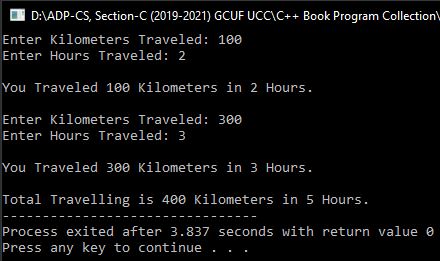 D:\ADP-CS, Section-C (2019-2021) GCUF UCC\C++ Book Program Collection\
Enter Kilometers Traveled: 100
Enter Hours Traveled: 2
You Traveled 100 Kilometers in 2 Hours.
Enter Kilometers Traveled: 300
Enter Hours Traveled: 3
You Traveled 300 Kilometers in 3 Hours.
Total Travelling is 400 Kilometers in 5 Hours.
--------------------------------
Process exited after 3.837 seconds with return value 0
Press any key to continue . . .